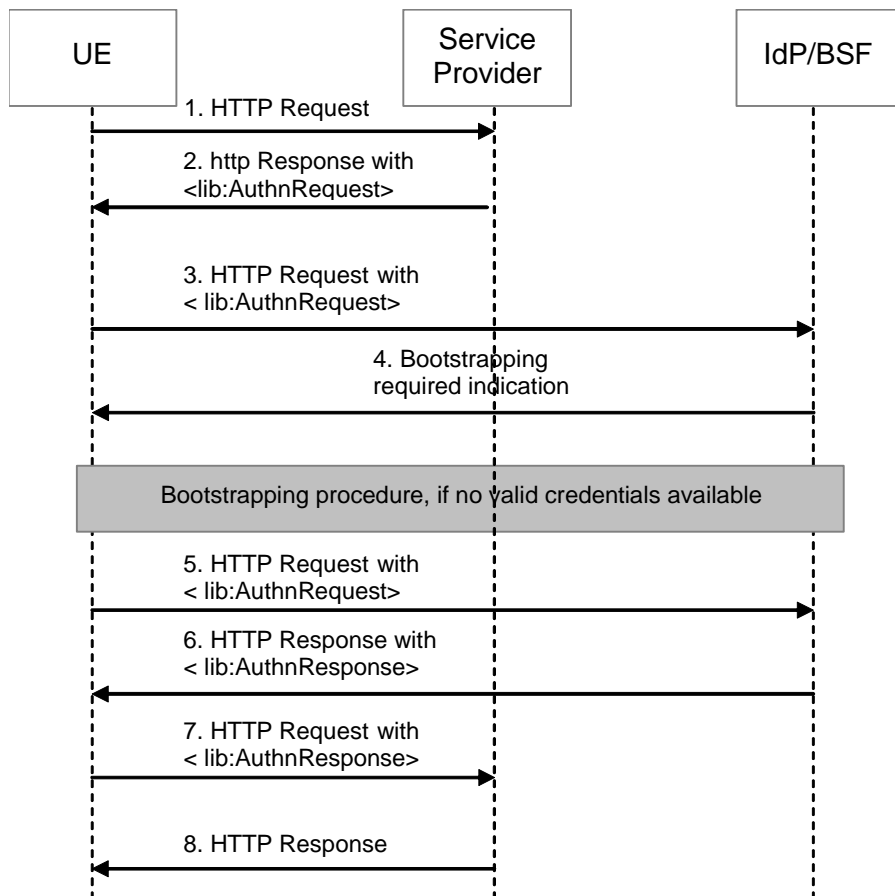 UE
Service
Provider
IdP/BSF
1. HTTP Request
2. http Response with
<lib:AuthnRequest>
3. HTTP Request with
< lib:AuthnRequest>
4. Bootstrapping
required indication
Bootstrapping procedure, if no valid credentials available
5. HTTP Request with
< lib:AuthnRequest>
6. HTTP Response with
< lib:AuthnResponse>
7. HTTP Request with
< lib:AuthnResponse>
8. HTTP Response